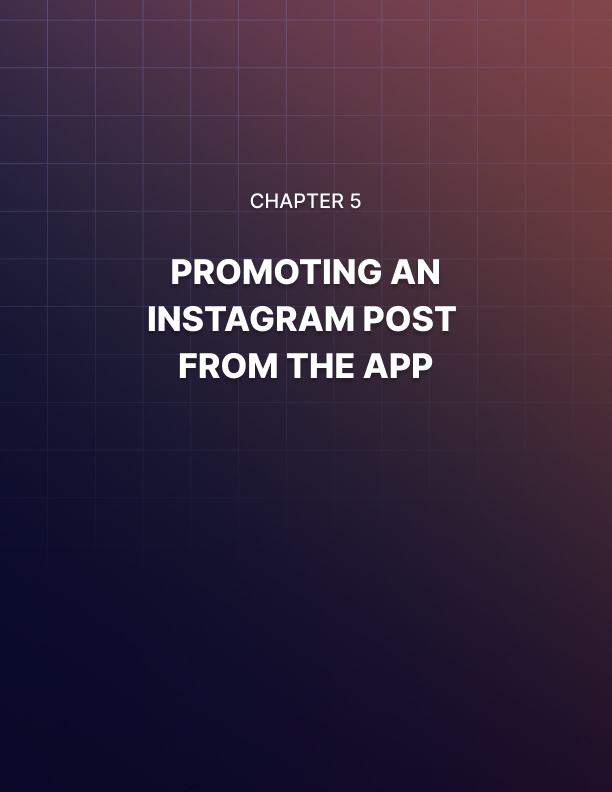 CHAPTER 5
PROMOTING AN
INSTAGRAM POST
FROM THE APP